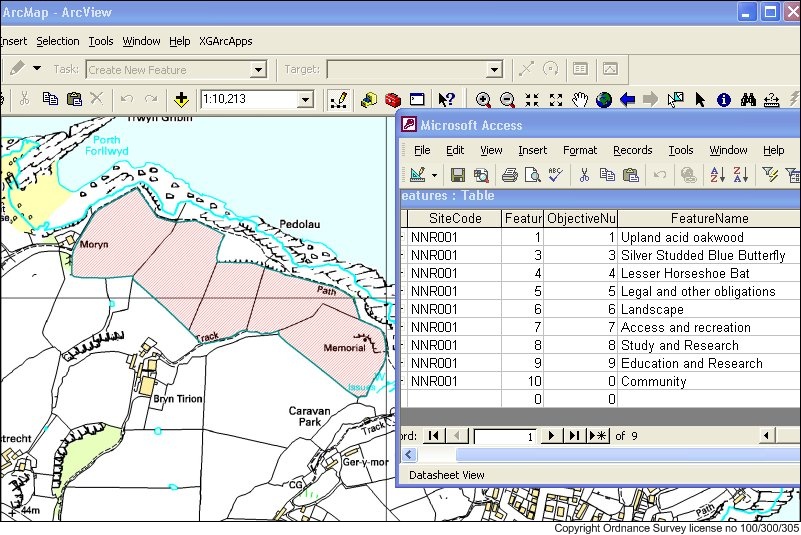 ArcMap - ArcView
Insert Selection Tools Window Help XGArcApps
Task: Create New Feature Target:
1:10,213
Trwyn Gribin
Porth
Forllwyd
Pedolau
Moryn
Path
Track
Memorial
Issues
Bryn Tirion
Caravan
Park
Track
Ger-y-mor
CG
trecht
44m
Path
Microsoft Access
File Edit View Insert Format Records Tools Window Help
eatures : Table
SiteCode Featur ObjectiveNu FeatureName
NNR001 1 1 Upland acid oakwood
NNR001 3 3 Silver Studded Blue Butterfly
NNR001 4 4 Lesser Horseshoe Bat
NNR001 5 5 Legal and other obligations
NNR001 6 6 Landscape
NNR001 7 7 Access and recreation
NNR001 8 8 Study and Research
NNR001 9 9 Education and Research
NNR001 10 0 Community
0 0
ord: 1 of 9
Datasheet View
Copyright Ordnance Survey license no 100/300/305